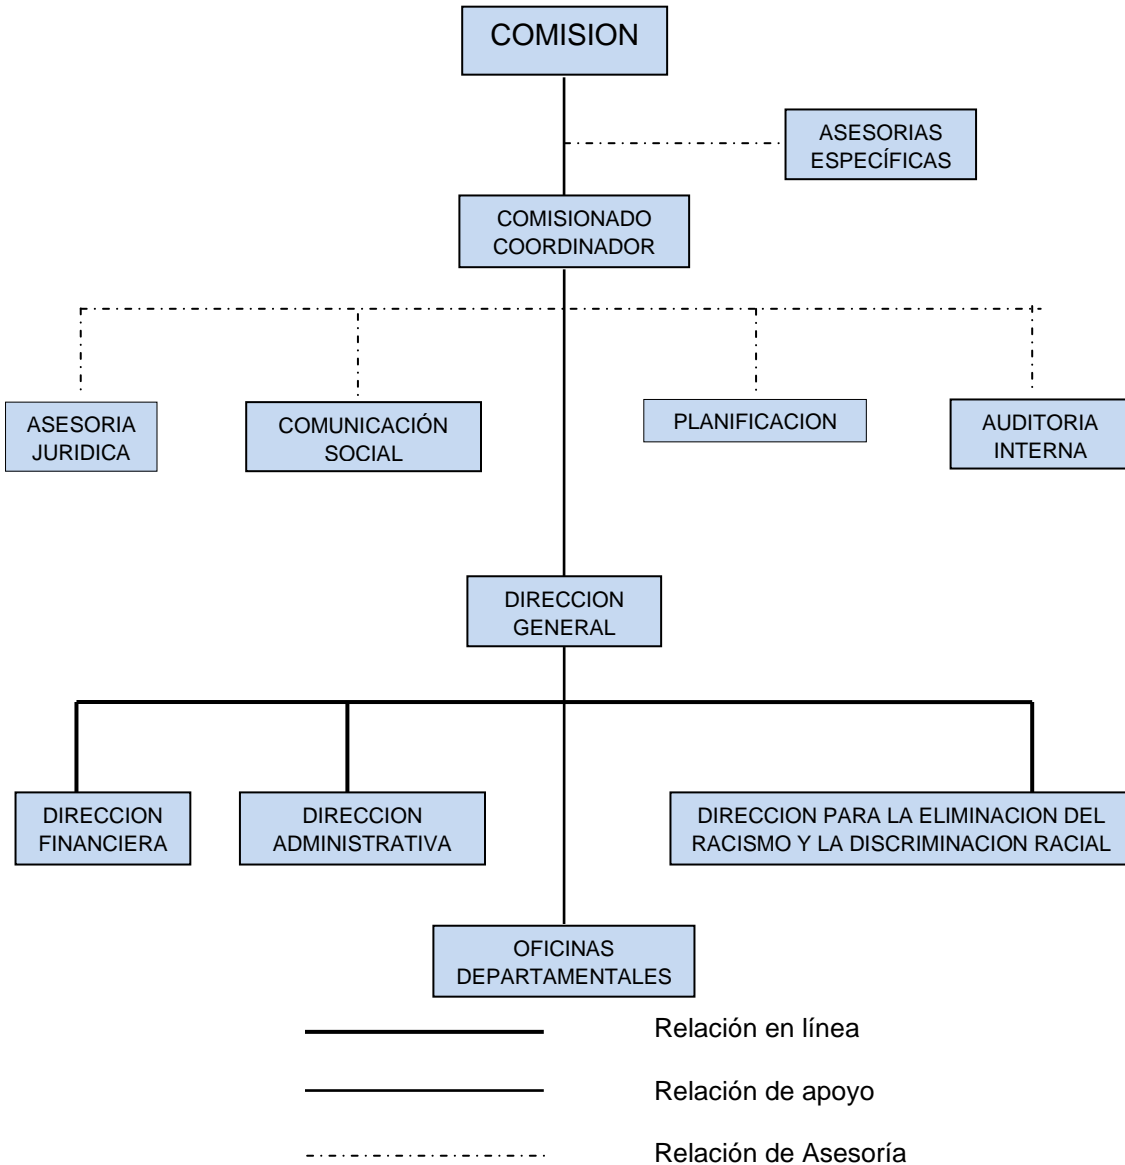 COMISION
ASESORIAS
ESPECÍFICAS
COMISIONADO
COORDINADOR
ASESORIA
JURIDICA
COMUNICACIÓN
SOCIAL
PLANIFICACION
AUDITORIA
INTERNA
DIRECCION
GENERAL
DIRECCION
FINANCIERA
DIRECCION
ADMINISTRATIVA
DIRECCION PARA LA ELIMINACION DEL
RACISMO Y LA DISCRIMINACION RACIAL
OFICINAS
DEPARTAMENTALES
Relación en línea
Relación de apoyo
Relación de Asesoría